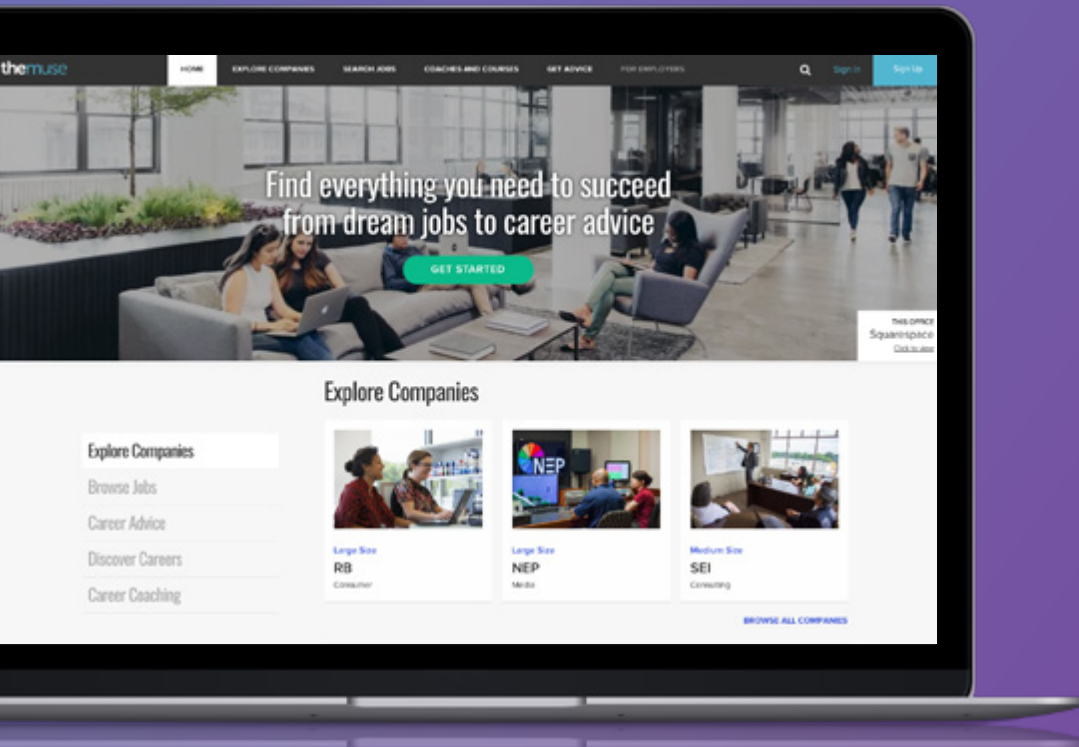 themuse
HOME
EXPLORE COMPANIES
SEARCH JOBS
COACHES AND COURSES
GET ADVICE
FOR EMPLOYERS
Sign In
Sign Up
Find everything you need to succeed
from dream jobs to career advice
GET STARTED
THIS OFFICE
Squarespace
Click to view
Explore Companies
Explore Companies
Browse Jobs
Career Advice
Discover Careers
Career Coaching
NEP
Large Size
RB
Consumer
Large Size
NEP
Media
Medium Size
SEI
Consulting
BROWSE ALL COMPANIES